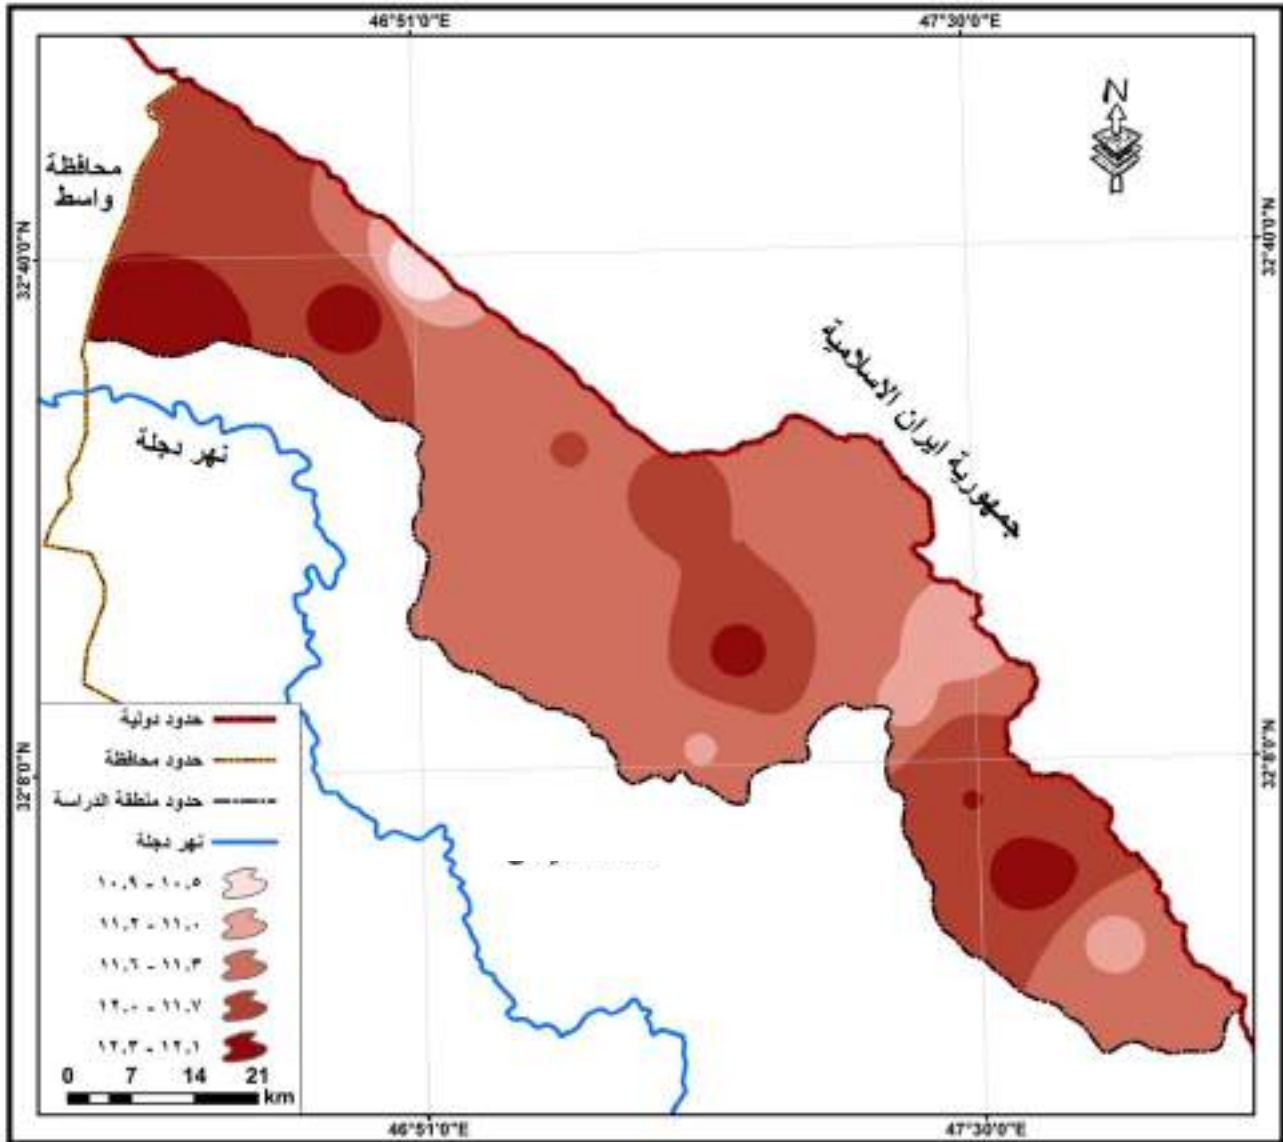 46°51'0"E
47°30'0"E
N
محافظة
واسط
32°40'0"N
32°40'0"N
جمهورية ايران الاسلامية
نهر دجلة
حدود دولية
حدود محافظة
32°8'0"N
32°8'0"N
حدود منطقة الدراسة
نهر دجلة
١٠.٩ - ١٠.٥
١١.٢ - ١١.٠
١١.٦ - ١١.٣
١٢.٠ - ١١.٧
١٢.٣ - ١٢.١
0 7 14 21
km
46°51'0"E
47°30'0"E